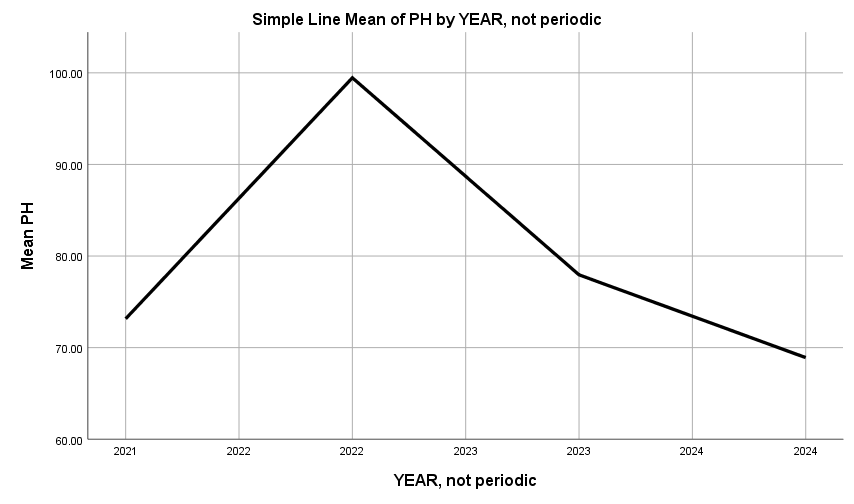 Simple Line Mean of PH by YEAR, not periodic
100.00
90.00
80.00
70.00
60.00
Mean PH
2021 2022 2022 2023 2023 2024 2024
YEAR, not periodic